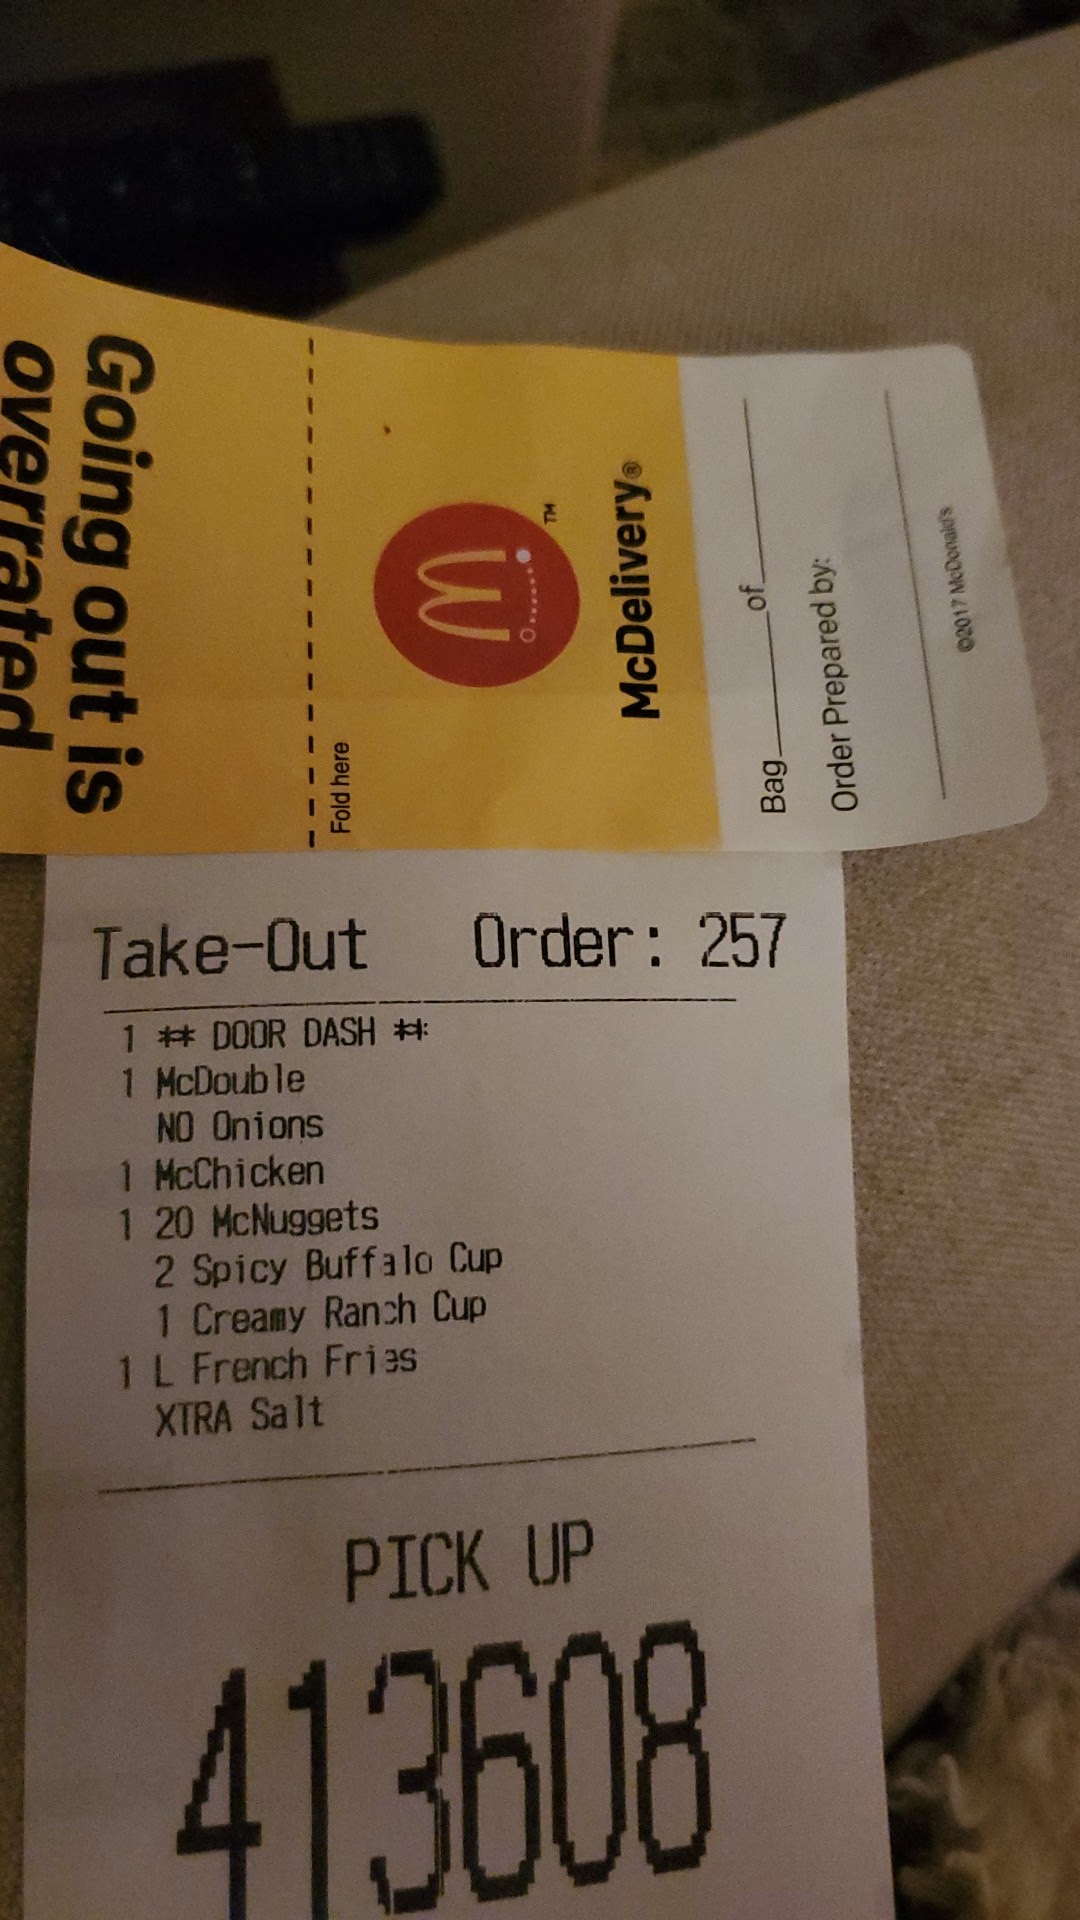 Going out is
overrated
Fold here
McDelivery®
TM
Bag_____of_____
Order Prepared by:
©2017 McDonald's
Take-Out Order: 257
1 ** DOOR DASH **
1 McDouble
NO Onions
1 McChicken
1 20 McNuggets
2 Spicy Buffalo Cup
1 Creamy Ranch Cup
1 L French Fries
XTRA Salt
PICK UP
413608